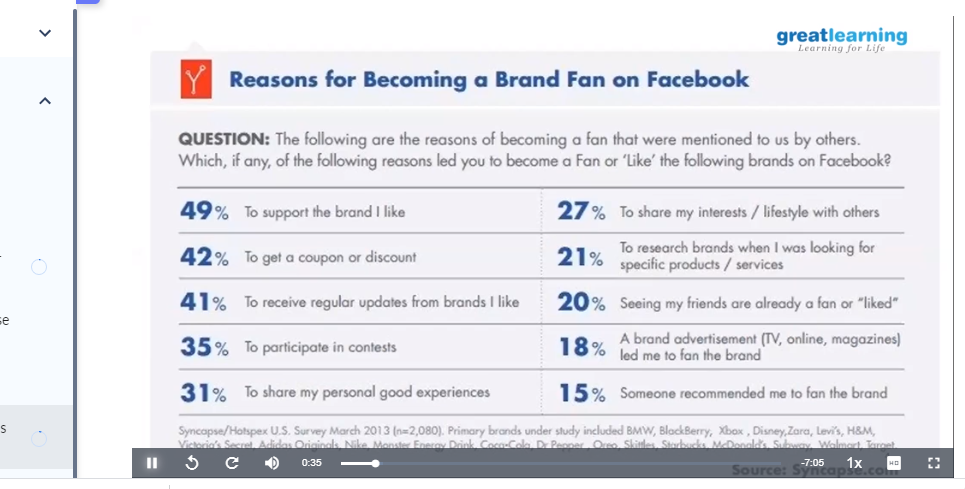 greatlearning
Learning for Life
Reasons for Becoming a Brand Fan on Facebook
QUESTION: The following are the reasons of becoming a fan that were mentioned to us by others.
Which, if any, of the following reasons led you to become a Fan or 'Like' the following brands on Facebook?
49% To support the brand I like
42% To get a coupon or discount
41% To receive regular updates from brands I like
35% To participate in contests
31% To share my personal good experiences
27% To share my interests / lifestyle with others
21% To research brands when I was looking for
specific products / services
20% Seeing my friends are already a fan or "liked"
18% A brand advertisement (TV, online, magazines)
led me to fan the brand
15% Someone recommended me to fan the brand
Syncapse/Hotspex U.S. Survey March 2013 (n=2,080). Primary brands under study included BMW, BlackBerry, Xbox , Disney,Zara, Levi's, H&M,
Victoria's Secret, Adidas Originals, Nike, Monster Energy Drink, Coca-Cola, Dr Pepper , Oreo, Skittles, Starbucks, McDonald's, Subway, Walmart, Target
Source: Syncapse.com
0:35
-7:05
1x
HD
se
s